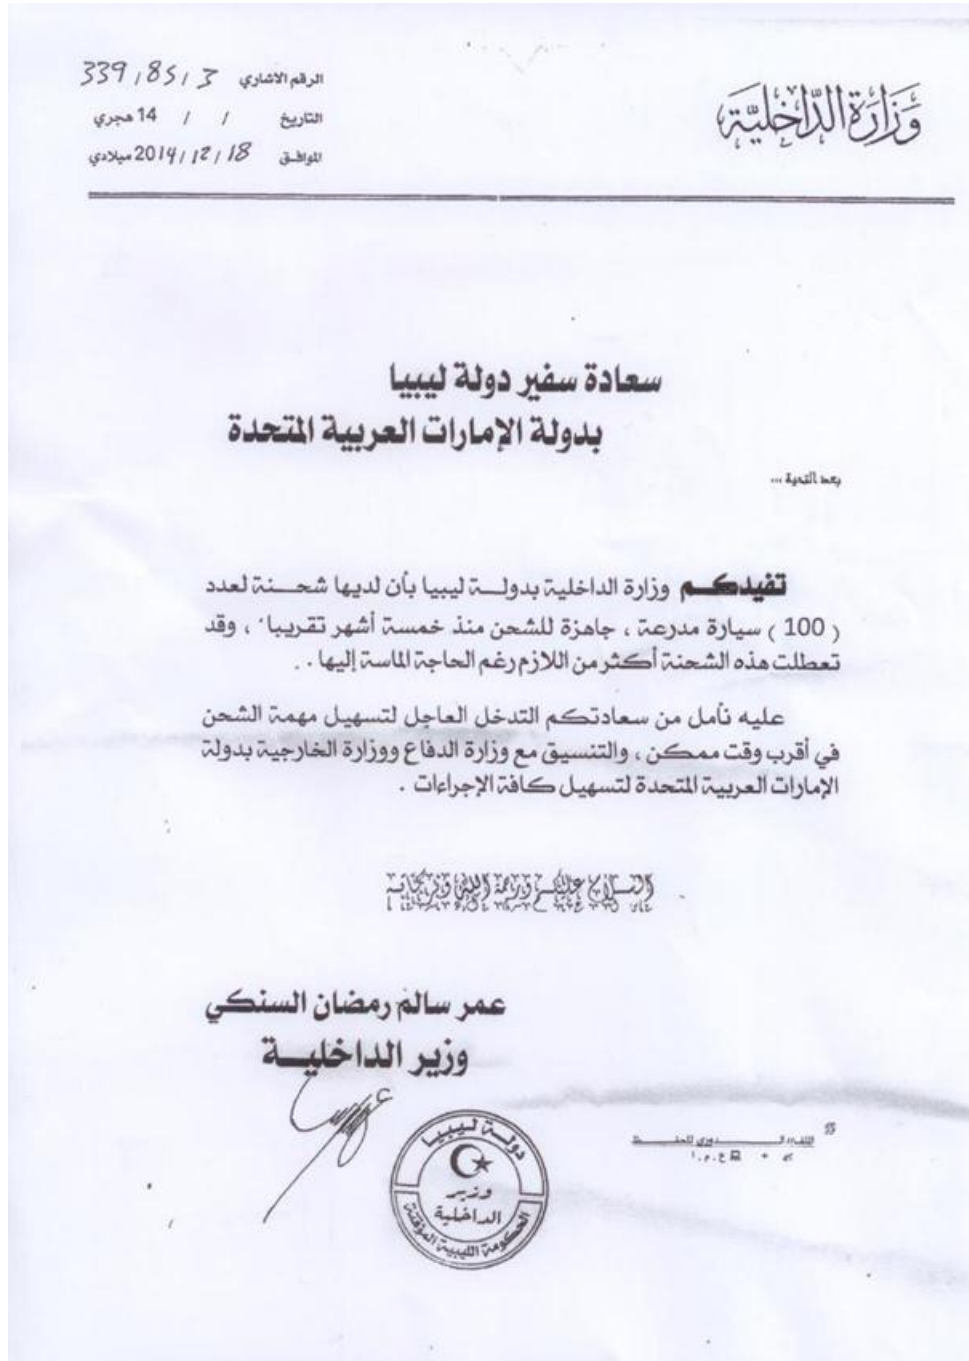 وزارة الداخلية
الرقم الاشاري 339/85/3
التاريخ / / 14 هجري
الموافق 2014/12/18 ميلادي
سعادة سفير دولة ليبيا
بدولة الإمارات العربية المتحدة
بعد التحية ...
تفيدكم وزارة الداخلية بدولة ليبيا بأن لديها شحنة لعدد
( 100 ) سيارة مدرعة ، جاهزة للشحن منذ خمسة أشهر تقريبا ، وقد
تعطلت هذه الشحنة أكثر من اللازم رغم الحاجة الماسة إليها .
عليه نأمل من سعادتكم التدخل العاجل لتسهيل مهمة الشحن
في أقرب وقت ممكن ، والتنسيق مع وزارة الدفاع ووزارة الخارجية بدولة
الإمارات العربية المتحدة لتسهيل كافة الإجراءات .
السلام عليكم ورحمة الله وبركاته
عمر سالم رمضان السنكي
وزير الداخلية
دولة ليبيا
وزير
الداخلية
الحكومة الليبية المؤقتة